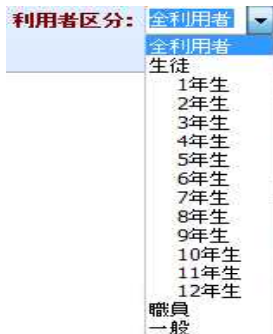 利用者区分: 全利用者
全利用者
生徒
1年生
2年生
3年生
4年生
5年生
6年生
7年生
8年生
9年生
10年生
11年生
12年生
職員
一般